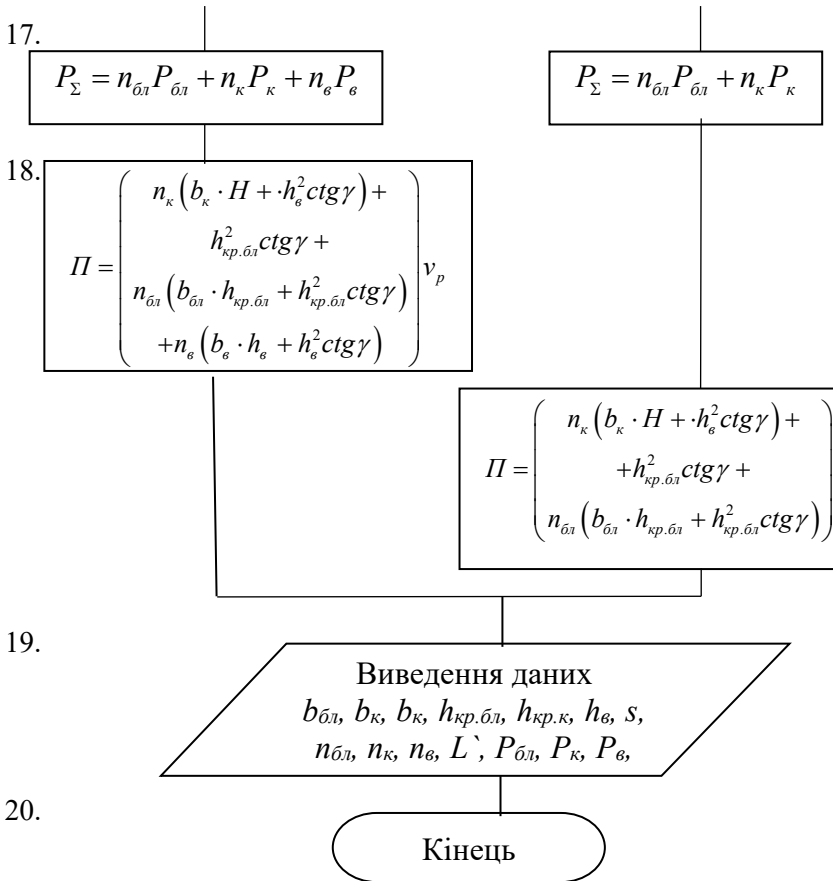 17.
P_Σ = n_бл P_бл + n_к P_к + n_в P_в
P_Σ = n_бл P_бл + n_к P_к
18.
П = ( n_к (b_к · H + · h_в^2 ctgγ) +
h_кр.бл^2 ctgγ +
n_бл (b_бл · h_кр.бл + h_кр.бл^2 ctgγ)
+ n_в (b_в · h_в + h_в^2 ctgγ) ) v_p
П = ( n_к (b_к · H + · h_в^2 ctgγ) +
+ h_кр.бл^2 ctgγ +
n_бл (b_бл · h_кр.бл + h_кр.бл^2 ctgγ) )
19.
Виведення даних
b_бл, b_к, b_к, h_кр.бл, h_кр.к, h_в, s,
n_бл, n_к, n_в, L`, P_бл, P_к, P_в,
20.
Кінець